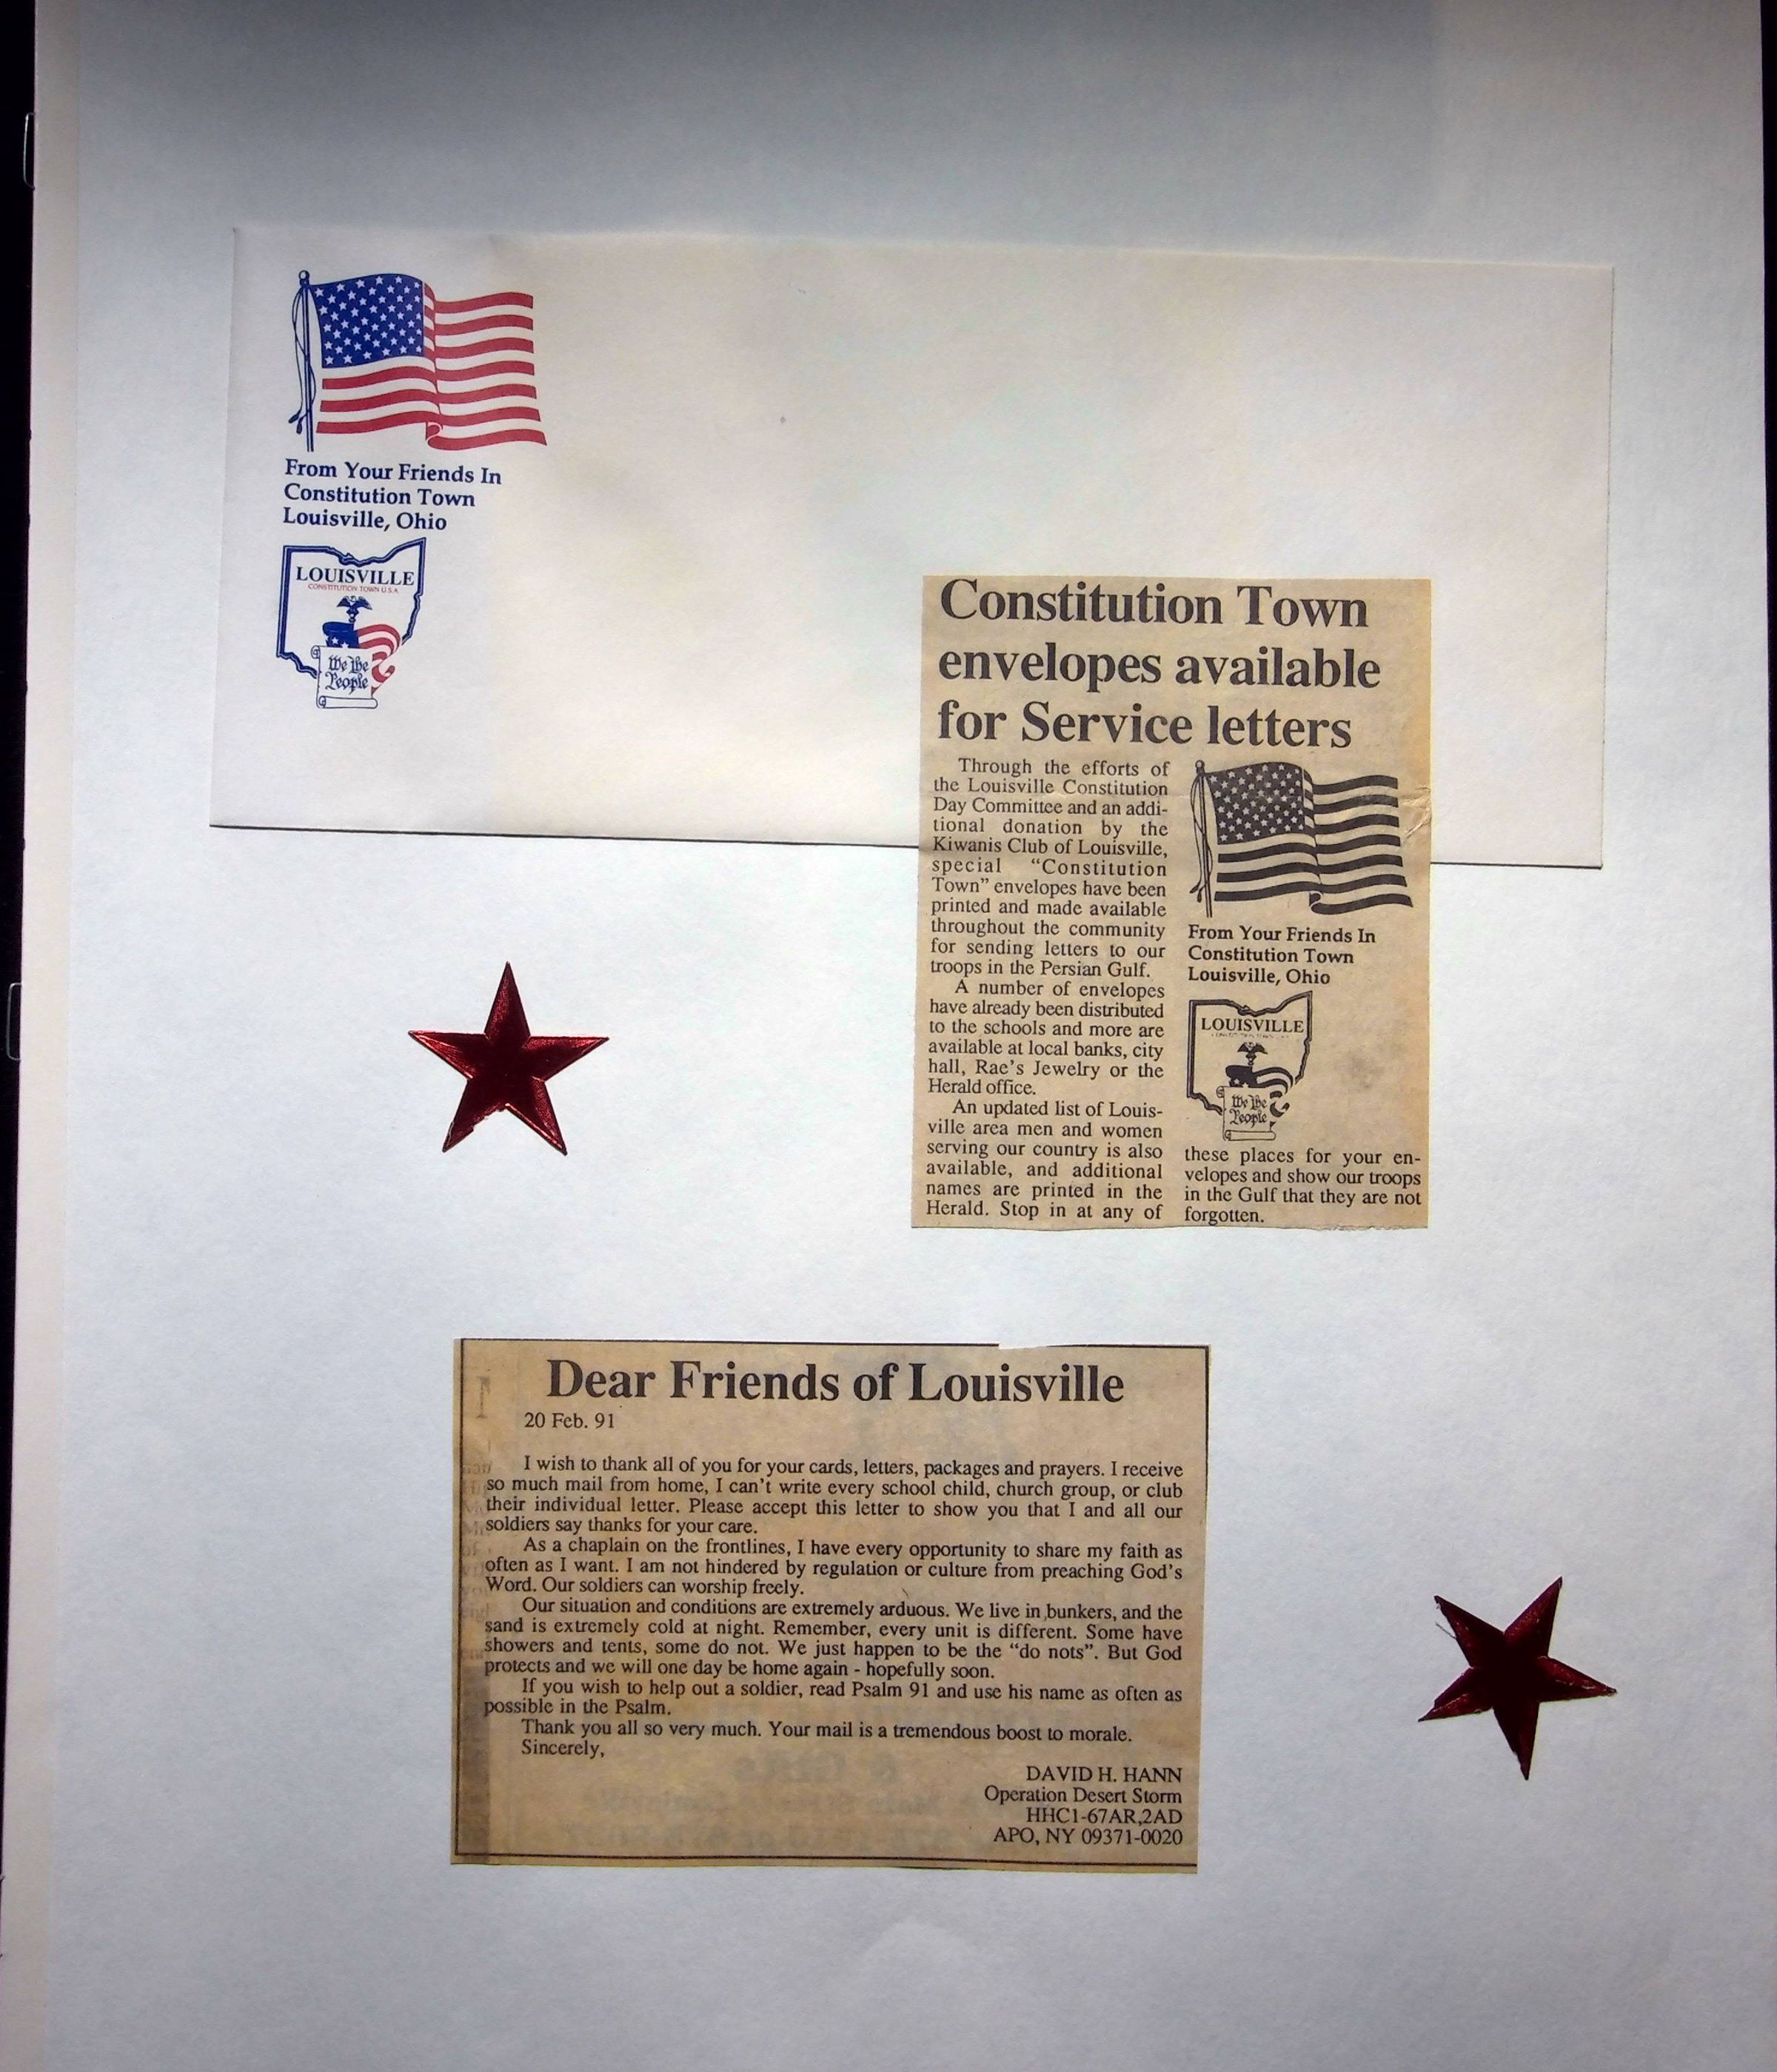 From Your Friends In
Constitution Town
Louisville, Ohio
LOUISVILLE
CONSTITUTION TOWN U.S.A.
We the
People
Constitution Town
envelopes available
for Service letters
Through the efforts of
the Louisville Constitution
Day Committee and an addi-
tional donation by the
Kiwanis Club of Louisville,
special "Constitution
Town" envelopes have been
printed and made available
throughout the community
for sending letters to our
troops in the Persian Gulf.
A number of envelopes
have already been distributed
to the schools and more are
available at local banks, city
hall, Rae's Jewelry or the
Herald office.
An updated list of Louis-
ville area men and women
serving our country is also
available, and additional
names are printed in the
Herald. Stop in at any of
From Your Friends In
Constitution Town
Louisville, Ohio
LOUISVILLE
We the
People
these places for your en-
velopes and show our troops
in the Gulf that they are not
forgotten.
Dear Friends of Louisville
20 Feb. 91
I wish to thank all of you for your cards, letters, packages and prayers. I receive
so much mail from home, I can't write every school child, church group, or club
their individual letter. Please accept this letter to show you that I and all our
soldiers say thanks for your care.
As a chaplain on the frontlines, I have every opportunity to share my faith as
often as I want. I am not hindered by regulation or culture from preaching God's
Word. Our soldiers can worship freely.
Our situation and conditions are extremely arduous. We live in bunkers, and the
sand is extremely cold at night. Remember, every unit is different. Some have
showers and tents, some do not. We just happen to be the "do nots". But God
protects and we will one day be home again - hopefully soon.
If you wish to help out a soldier, read Psalm 91 and use his name as often as
possible in the Psalm.
Thank you all so very much. Your mail is a tremendous boost to morale.
Sincerely,
DAVID H. HANN
Operation Desert Storm
HHC1-67AR,2AD
APO, NY 09371-0020